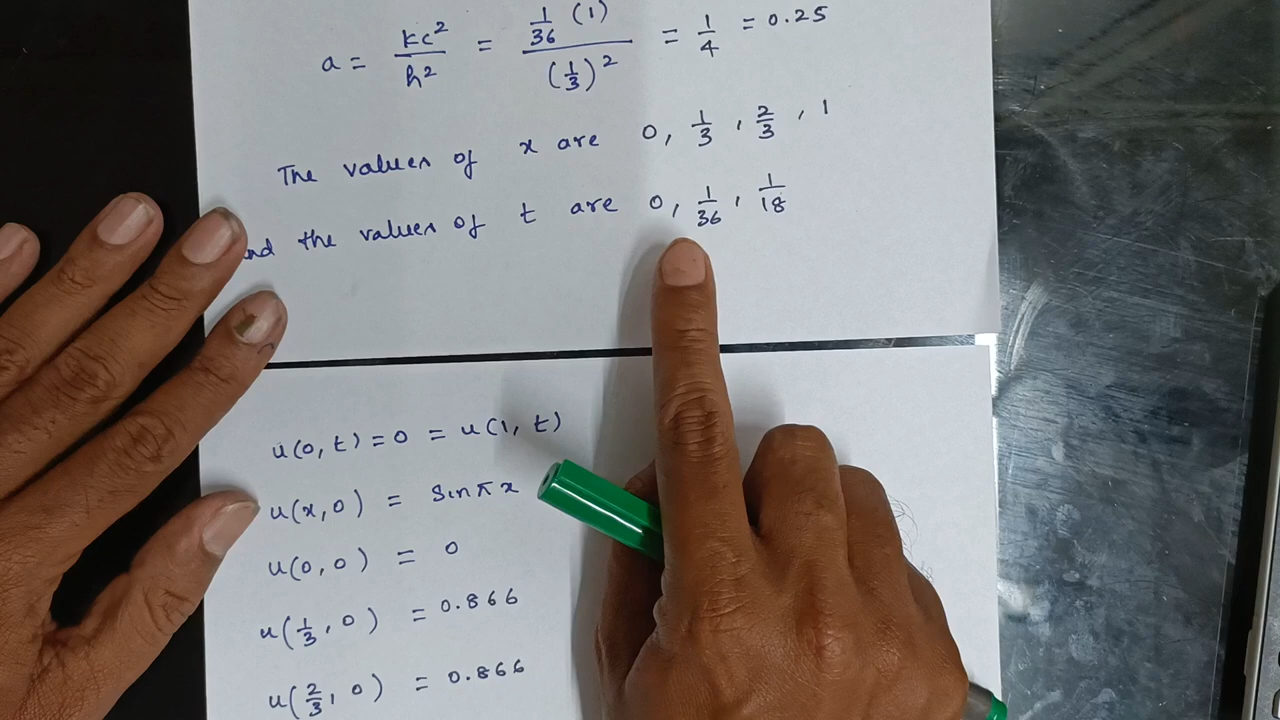 a = kc²/h² = 1/36 (1) / (1/3)² = 1/4 = 0.25
The values of x are 0, 1/3, 2/3, 1
nd the values of t are 0, 1/36, 1/18
u(0, t) = 0 = u(1, t)
u(x, 0) = sin πx
u(0, 0) = 0
u(1/3, 0) = 0.866
u(2/3, 0) = 0.866